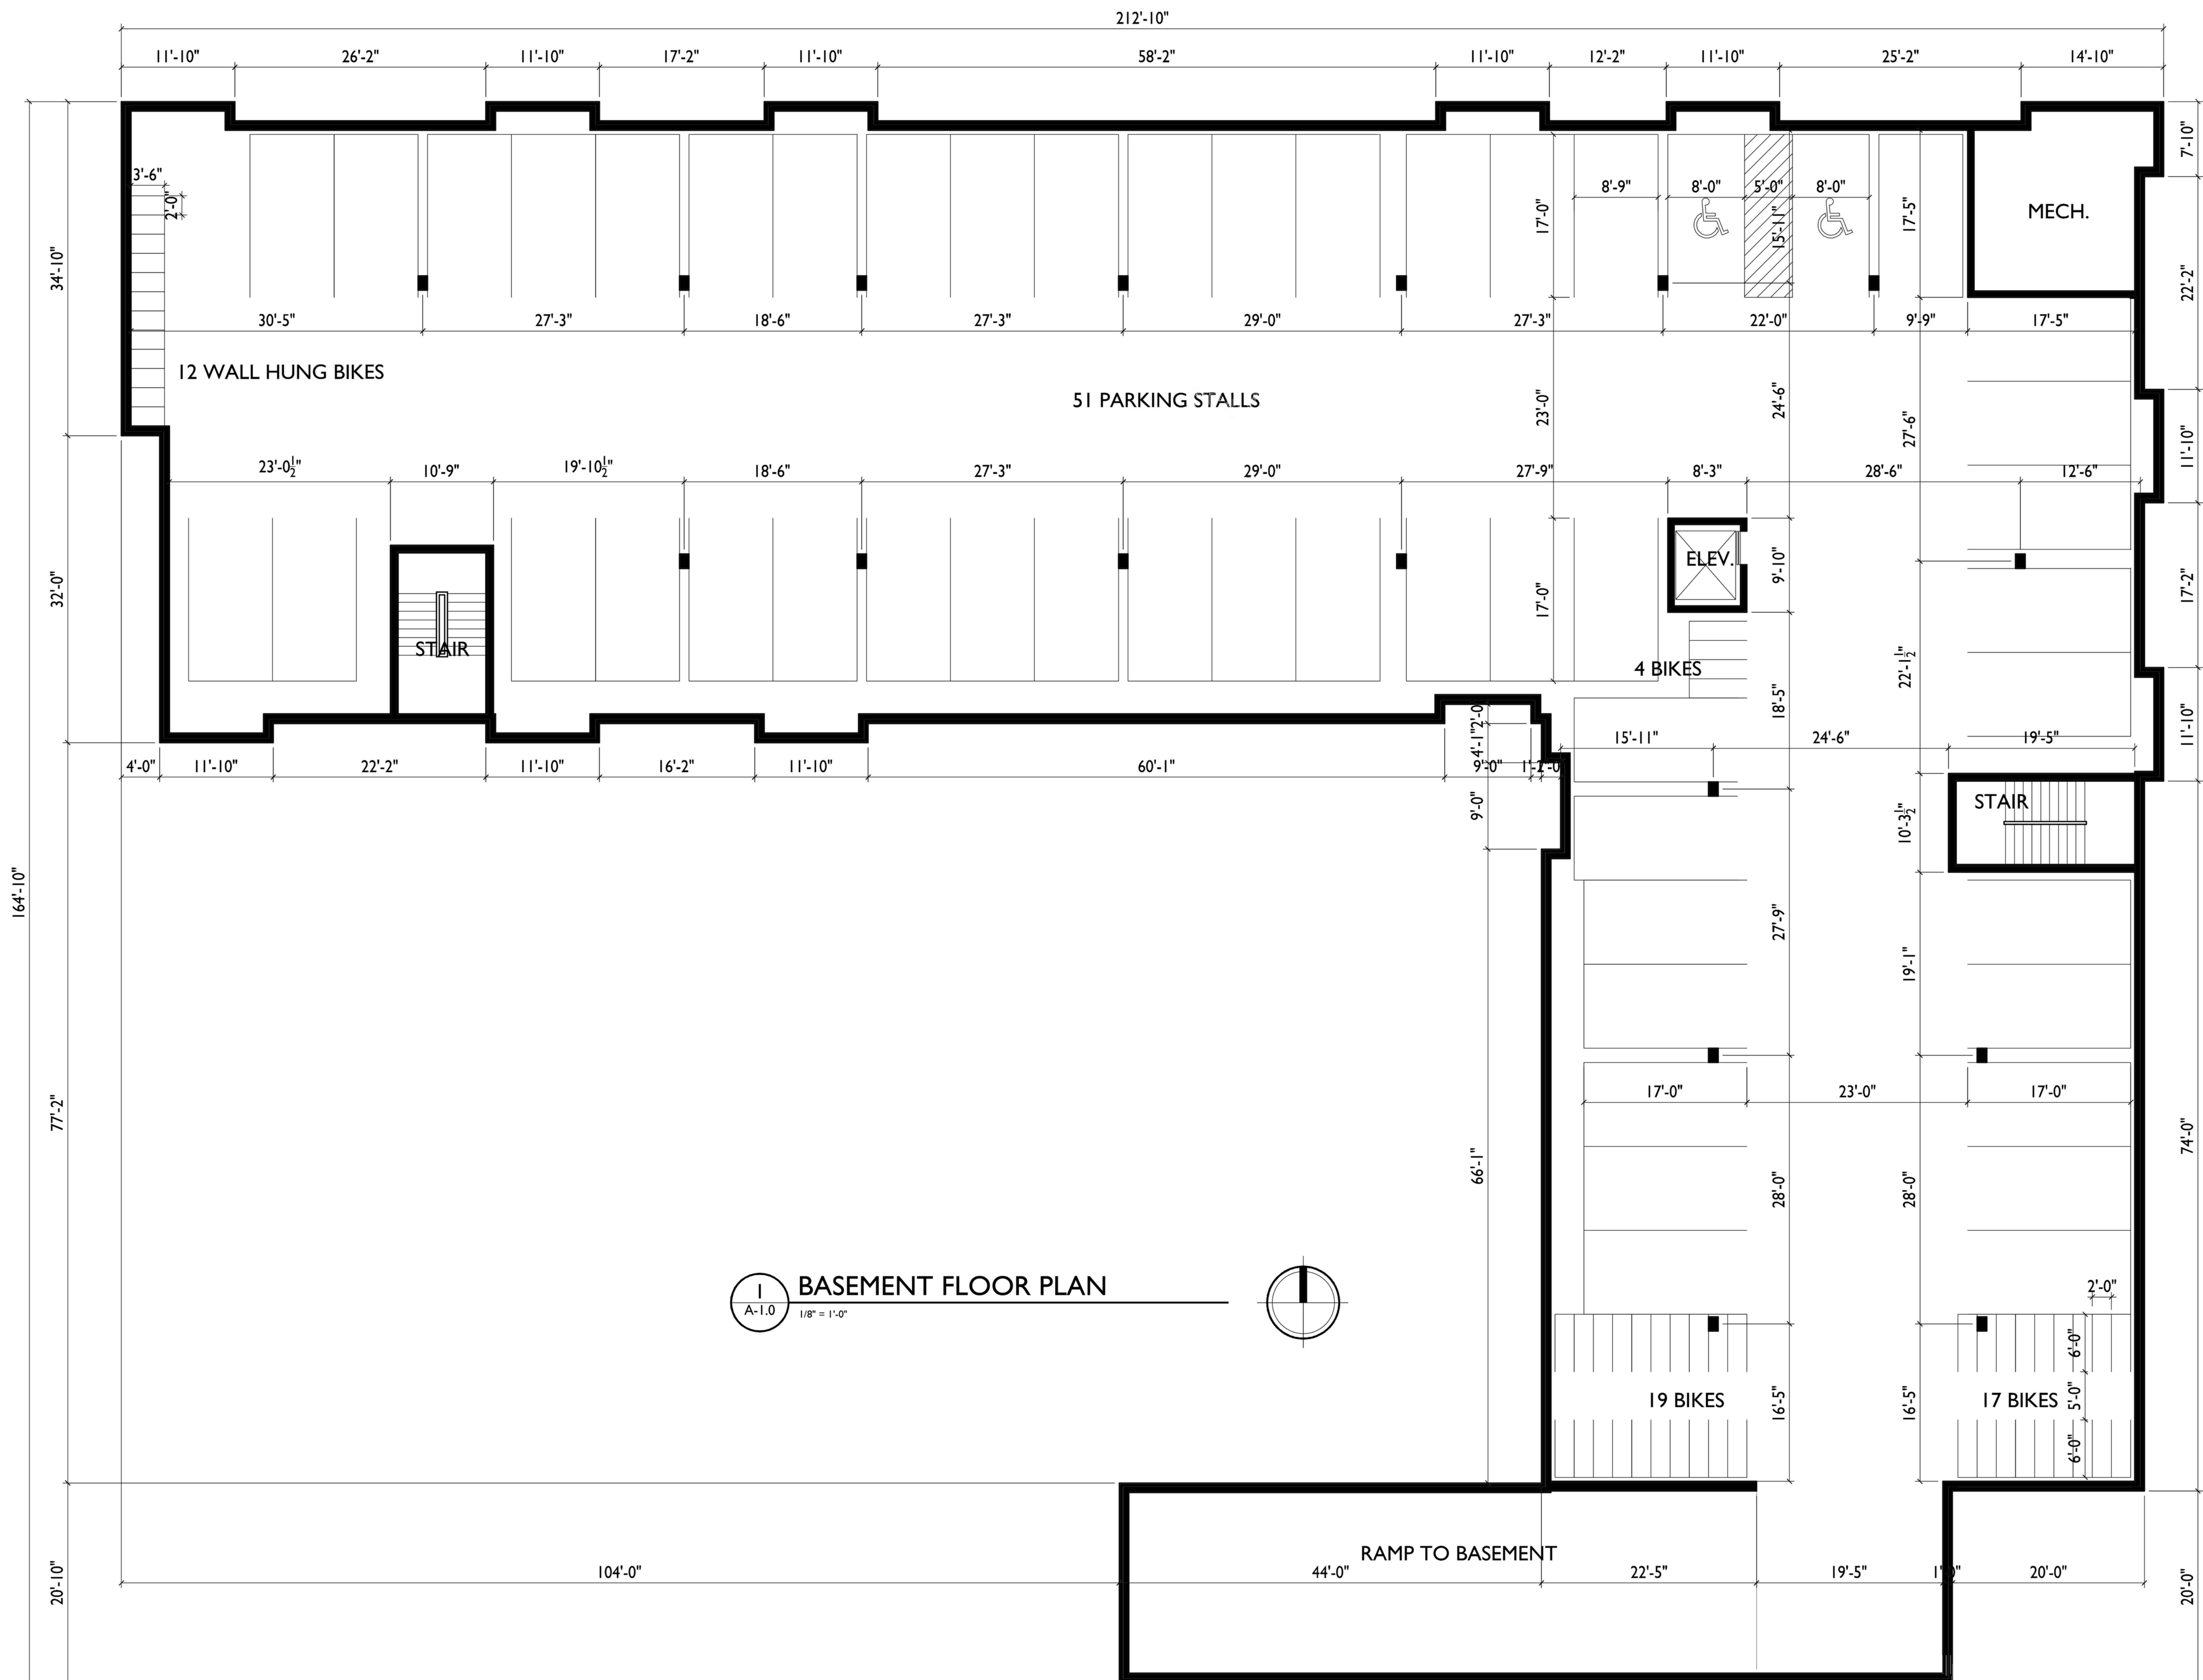 212'-10"
11'-10" 26'-2" 11'-10" 17'-2" 11'-10" 58'-2" 11'-10" 12'-2" 11'-10" 25'-2" 14'-10"
7'-10"
3'-6" 8'-9" 8'-0" 5'-0" 8'-0"
2'-0" 17'-0" 15'-11" 17'-5" MECH.
34'-10" 22'-2"
30'-5" 27'-3" 18'-6" 27'-3" 29'-0" 27'-3" 22'-0" 9'-9" 17'-5"
12 WALL HUNG BIKES
51 PARKING STALLS
23'-0" 24'-6" 27'-6" 11'-10"
23'-0½" 10'-9" 19'-10½" 18'-6" 27'-3" 29'-0" 27'-9" 8'-3" 28'-6" 12'-6"
ELEV. 9'-10"
32'-0" 17'-0" 17'-2"
STAIR
4 BIKES 22'-1½"
18'-5" 11'-10"
4'-1" 2'-0 15'-11" 24'-6" 19'-5"
4'-0" 11'-10" 22'-2" 11'-10" 16'-2" 11'-10" 60'-1" 9'-0"
9'-0" 10'-3½" STAIR
164'-10"
27'-9" 19'-1"
17'-0" 23'-0" 17'-0"
77'-2" 66'-1" 28'-0" 28'-0" 74'-0"
1 BASEMENT FLOOR PLAN
A-1.0 1/8" = 1'-0"
2'-0"
6'-0"
19 BIKES 16'-5" 16'-5" 17 BIKES 5'-0"
6'-0"
RAMP TO BASEMENT
20'-10" 104'-0" 44'-0" 22'-5" 19'-5" 1'-0" 20'-0" 20'-0"